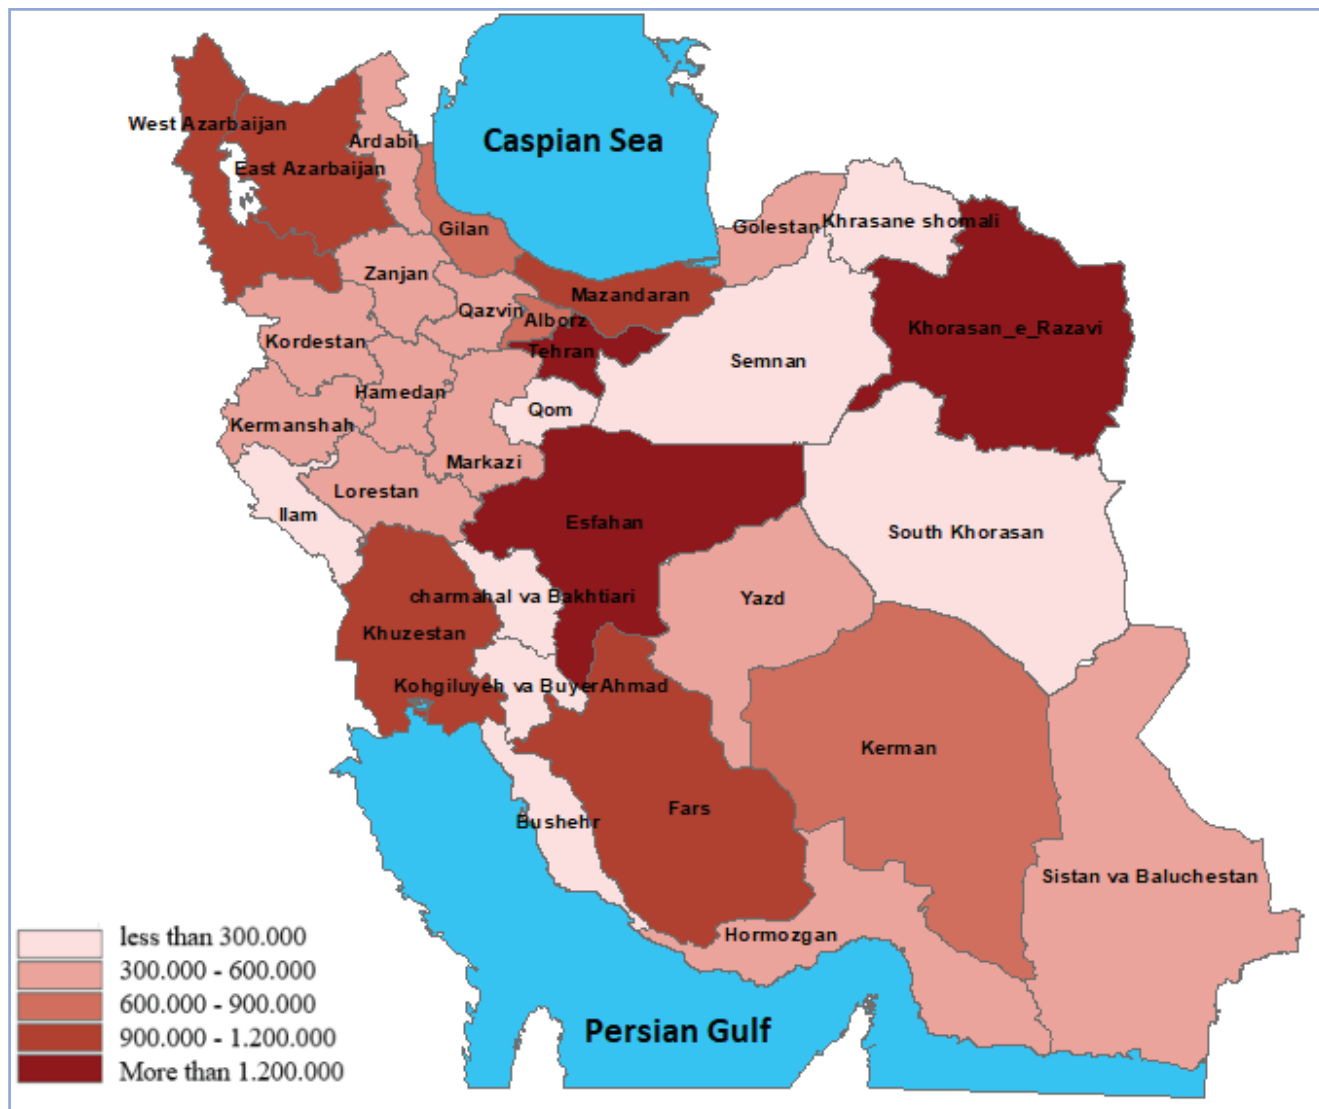 West Azarbaijan
Ardabil
East Azarbaijan
Caspian Sea
Gilan
Golestan
Khrasane shomali
Zanjan
Mazandaran
Qazvin
Alborz
Khorasan_e_Razavi
Kordestan
Tehran
Semnan
Hamedan
Qom
Kermanshah
Markazi
Lorestan
Ilam
Esfahan
South Khorasan
charmahal va Bakhtiari
Yazd
Khuzestan
Kohgiluyeh va BuyerAhmad
Kerman
Fars
Bushehr
Sistan va Baluchestan
Hormozgan
Persian Gulf
less than 300.000
300.000 - 600.000
600.000 - 900.000
900.000 - 1.200.000
More than 1.200.000